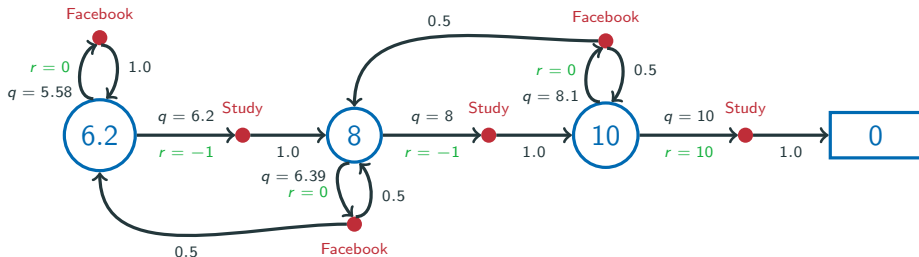 Facebook
r = 0
1.0
q = 5.58
6.2
q = 6.2
Study
r = −1
1.0
0.5
8
q = 6.39
r = 0
0.5
Facebook
0.5
q = 8
Study
r = −1
1.0
Facebook
r = 0
0.5
q = 8.1
10
q = 10
Study
r = 10
1.0
0